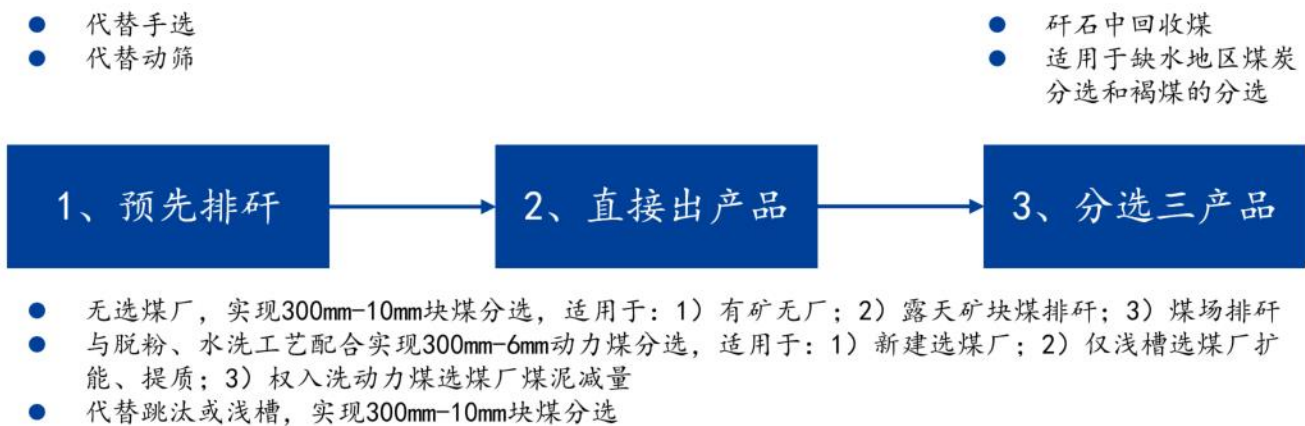 代替手选
代替动筛
矸石中回收煤
适用于缺水地区煤炭
分选和褐煤的分选
1、预先排矸
2、直接出产品
3、分选三产品
无选煤厂，实现300mm-10mm块煤分选，适用于：1）有矿无厂；2）露天矿块煤排矸；3）煤场排矸
与脱粉、水洗工艺配合实现300mm-6mm动力煤分选，适用于：1）新建选煤厂；2）仅浅槽选煤厂扩
能、提质；3）权入洗动力煤选煤厂煤泥减量
代替跳汰或浅槽，实现300mm-10mm块煤分选